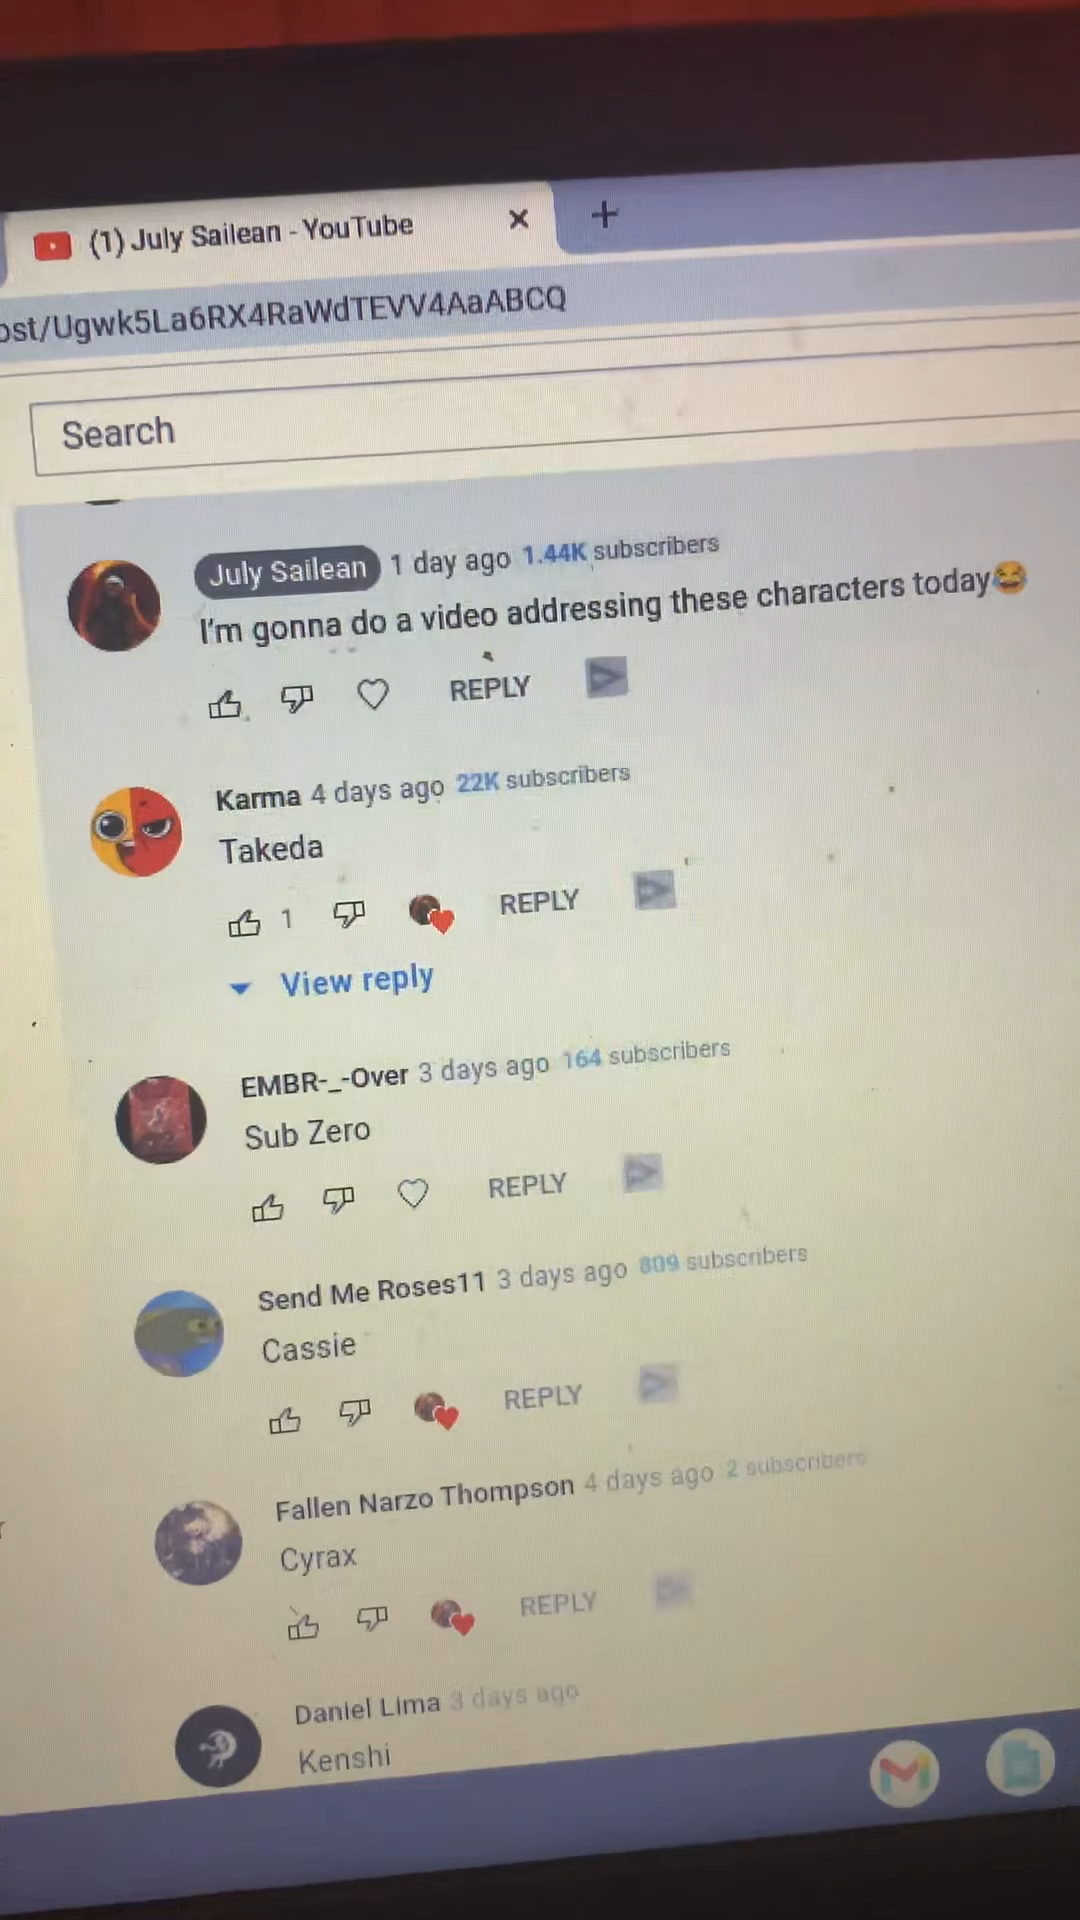 (1) July Sailean - YouTube
ost/Ugwk5La6RX4RaWdTEVV4AaABCQ
Search
July Sailean 1 day ago 1.44K subscribers
I'm gonna do a video addressing these characters today😂
REPLY
Karma 4 days ago 22K subscribers
Takeda
1 REPLY
View reply
EMBR-_-Over 3 days ago 164 subscribers
Sub Zero
REPLY
Send Me Roses11 3 days ago 809 subscribers
Cassie
REPLY
Fallen Narzo Thompson 4 days ago 2 subscribers
Cyrax
REPLY
Daniel Lima 3 days ago
Kenshi